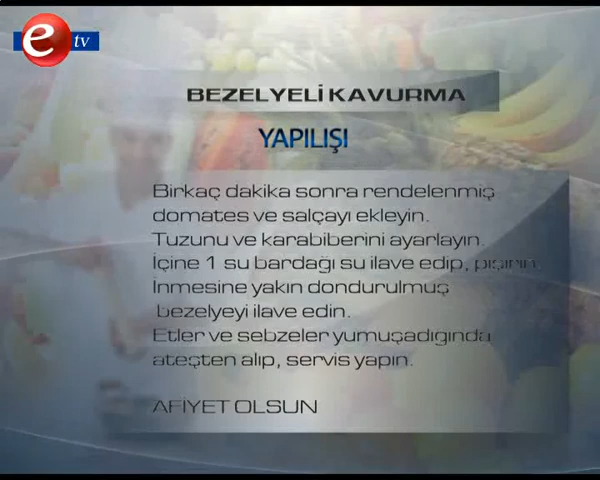 e tv
BEZELYELİ KAVURMA
YAPILIŞI
Birkaç dakika sonra rendelenmiş
domates ve salçayı ekleyin.
Tuzunu ve karabiberini ayarlayın.
İçine 1 su bardağı su ilave edip, pişirin.
İnmesine yakın dondurulmuş
bezelyeyi ilave edin.
Etler ve sebzeler yumuşadığında
ateşten alıp, servis yapın.
AFİYET OLSUN